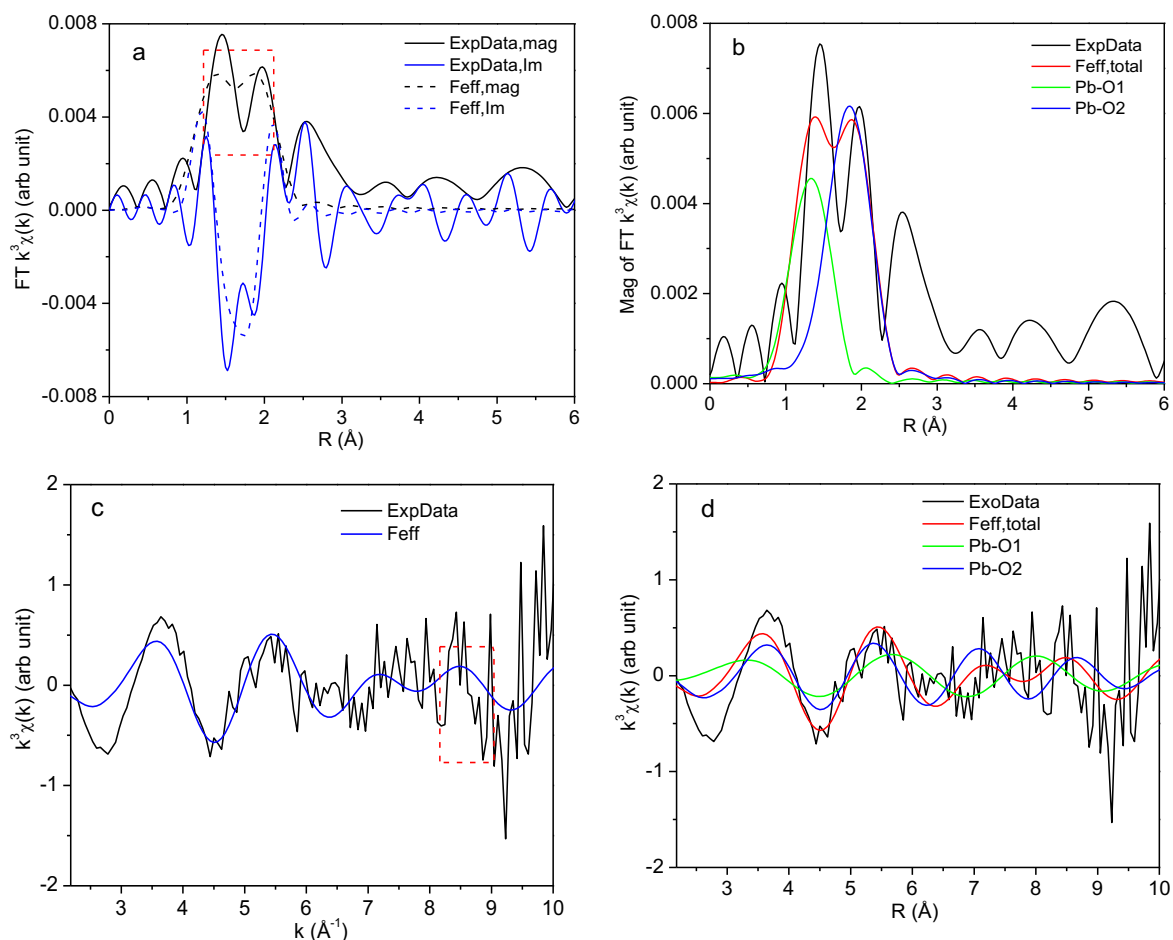 a
ExpData,mag
ExpData,Im
Feff,mag
Feff,Im
FT k³χ(k) (arb unit)
0.008
0.004
0.000
-0.004
-0.008
0 1 2 3 4 5 6
R (Å)
b
ExpData
Feff,total
Pb-O1
Pb-O2
Mag of FT k³χ(k) (arb unit)
0.008
0.006
0.004
0.002
0.000
0 1 2 3 4 5 6
R (Å)
c
ExpData
Feff
k³χ(k) (arb unit)
2
1
0
-1
-2
3 4 5 6 7 8 9 10
k (Å⁻¹)
d
ExoData
Feff,total
Pb-O1
Pb-O2
k³χ(k) (arb unit)
2
1
0
-1
-2
3 4 5 6 7 8 9 10
R (Å)